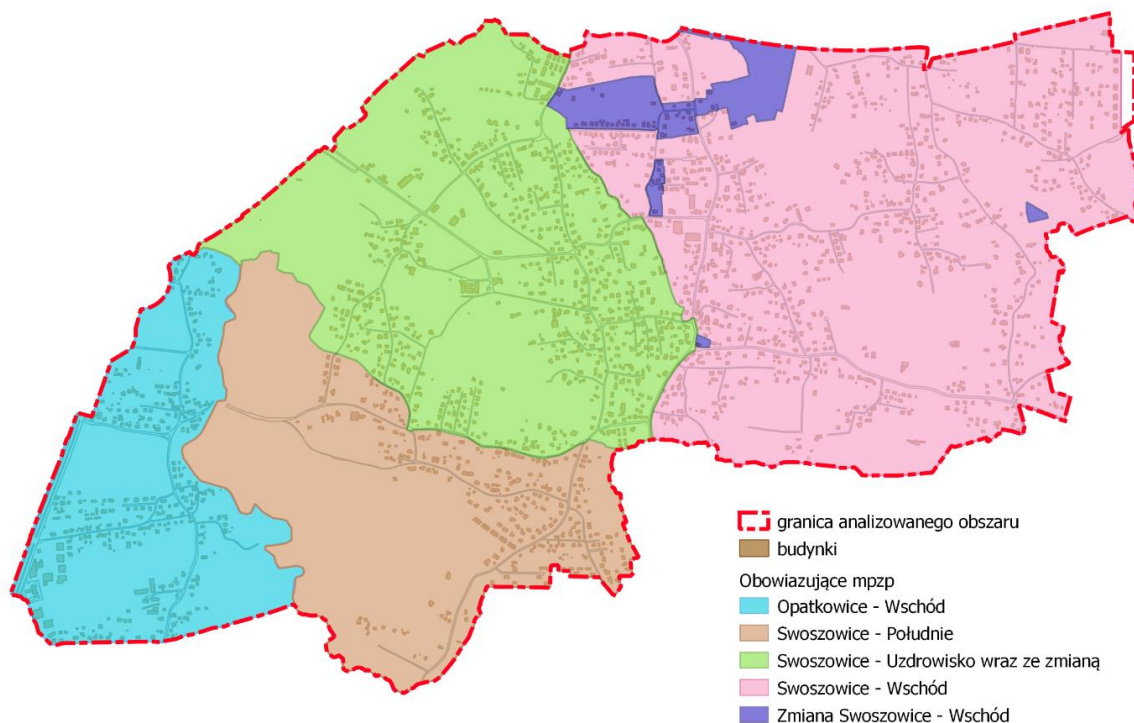 granica analizowanego obszaru
budynki
Obowiazujące mpzp
Opatkowice - Wschód
Swoszowice - Południe
Swoszowice - Uzdrowisko wraz ze zmianą
Swoszowice - Wschód
Zmiana Swoszowice - Wschód